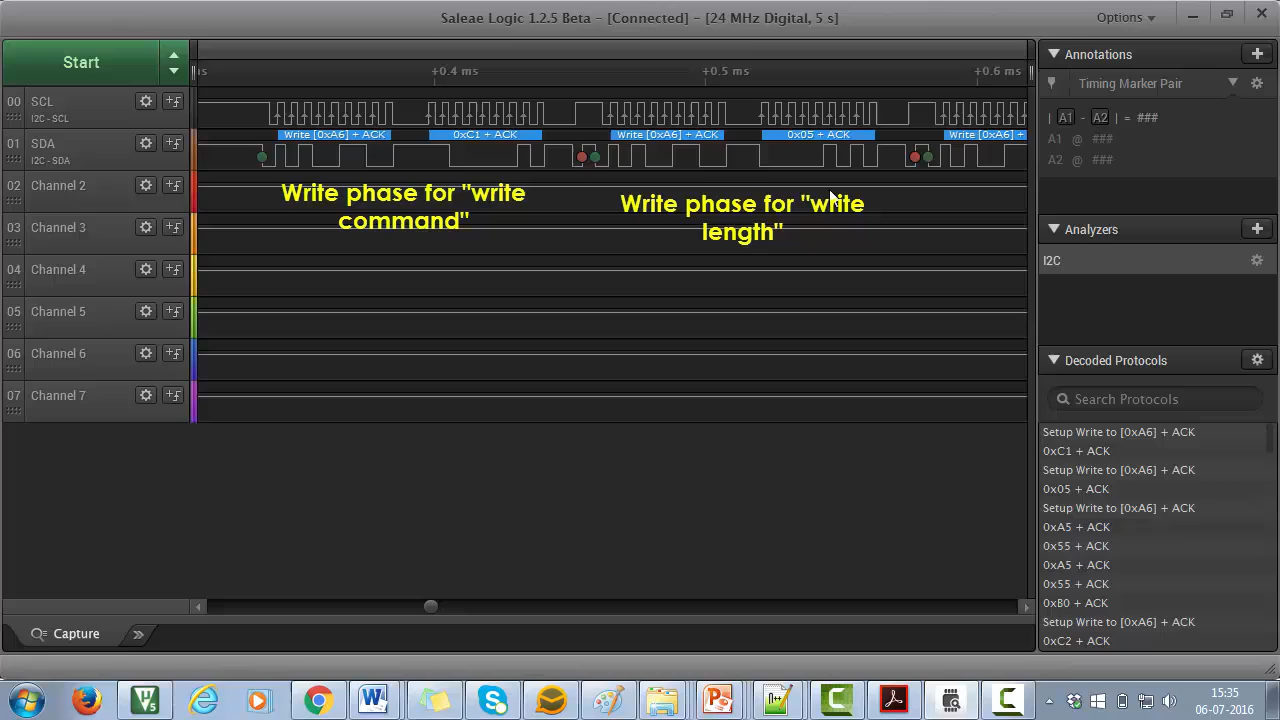 Saleae Logic 1.2.5 Beta - [Connected] - [24 MHz Digital, 5 s]
Options
Start
+0.4 ms
+0.5 ms
+0.6 ms
00 SCL
I2C - SCL
01 SDA
I2C - SDA
02 Channel 2
03 Channel 3
04 Channel 4
05 Channel 5
06 Channel 6
07 Channel 7
Write [0xA6] + ACK
0xC1 + ACK
Write [0xA6] + ACK
0x05 + ACK
Write [0xA6] +
Write phase for "write
command"
Write phase for "write
length"
Annotations
Timing Marker Pair
| A1 - A2 | = ###
A1 @ ###
A2 @ ###
Analyzers
I2C
Decoded Protocols
Search Protocols
Setup Write to [0xA6] + ACK
0xC1 + ACK
Setup Write to [0xA6] + ACK
0x05 + ACK
Setup Write to [0xA6] + ACK
0xA5 + ACK
0x55 + ACK
0xA5 + ACK
0x55 + ACK
0xB0 + ACK
Setup Write to [0xA6] + ACK
0xC2 + ACK
Capture
15:35
06-07-2016